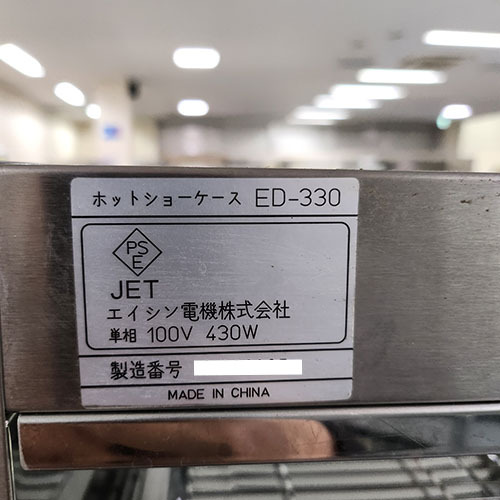 ホットショーケース ED-330
PS
E
JET
エイシン電機株式会社
単相 100V 430W
製造番号
MADE IN CHINA